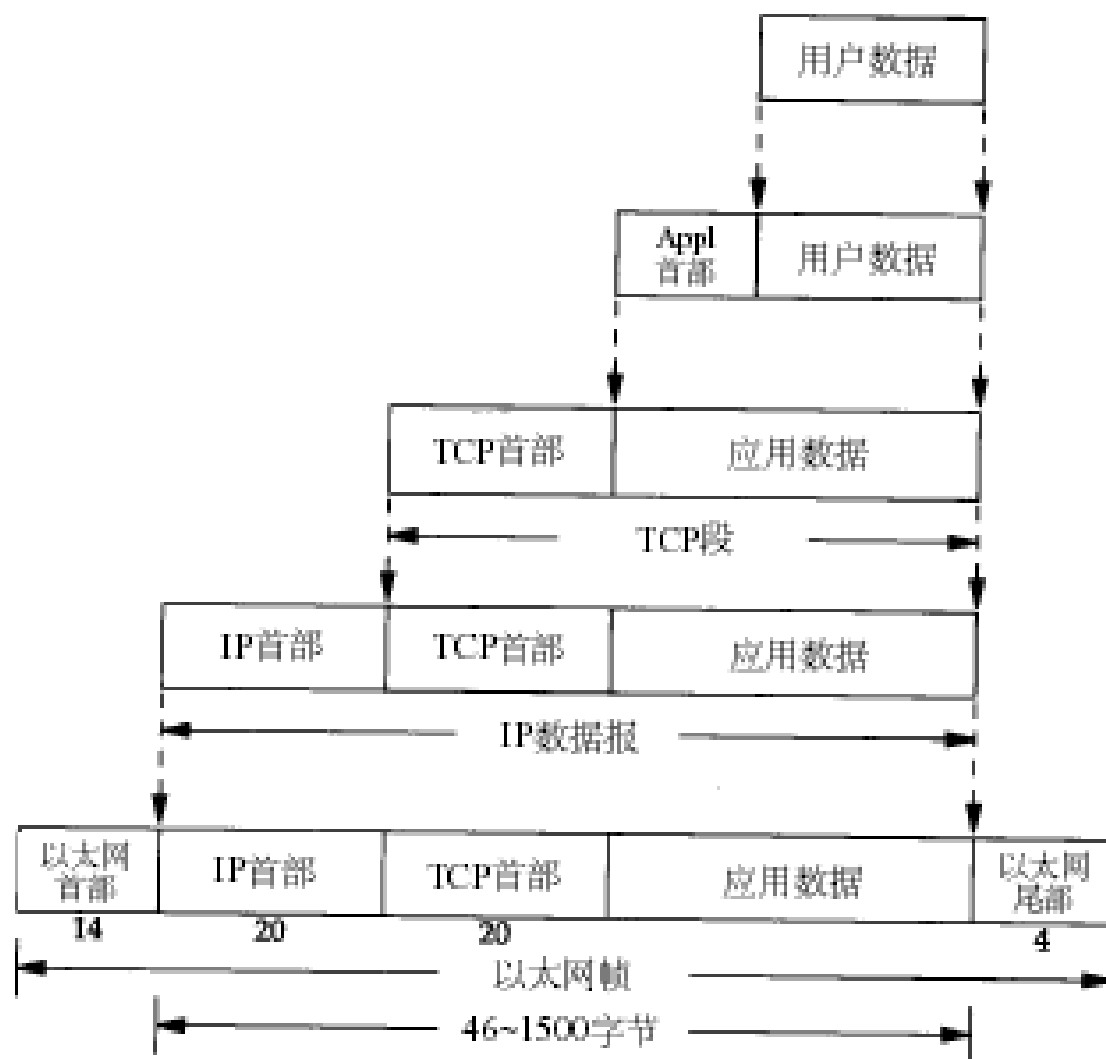 用户数据
Appl
首部
用户数据
TCP首部
应用数据
TCP段
IP首部
TCP首部
应用数据
IP数据报
以太网
首部
IP首部
TCP首部
应用数据
以太网
尾部
14
20
20
4
以太网帧
46~1500字节